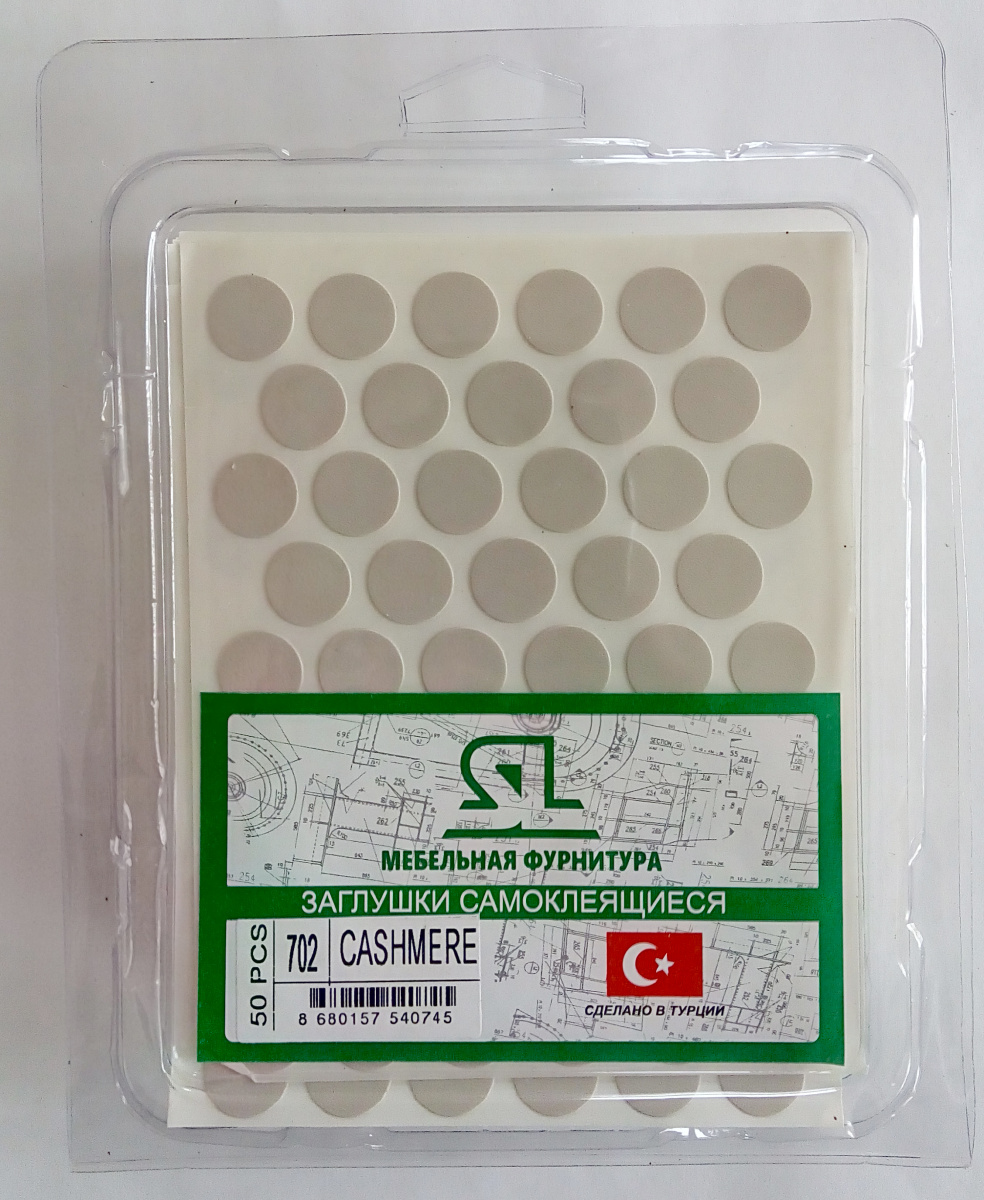 МЕБЕЛЬНАЯ ФУРНИТУРА
ЗАГЛУШКИ САМОКЛЕЯЩИЕСЯ
50 PCS
702 CASHMERE
8 680157 540745
СДЕЛАНО В ТУРЦИИ